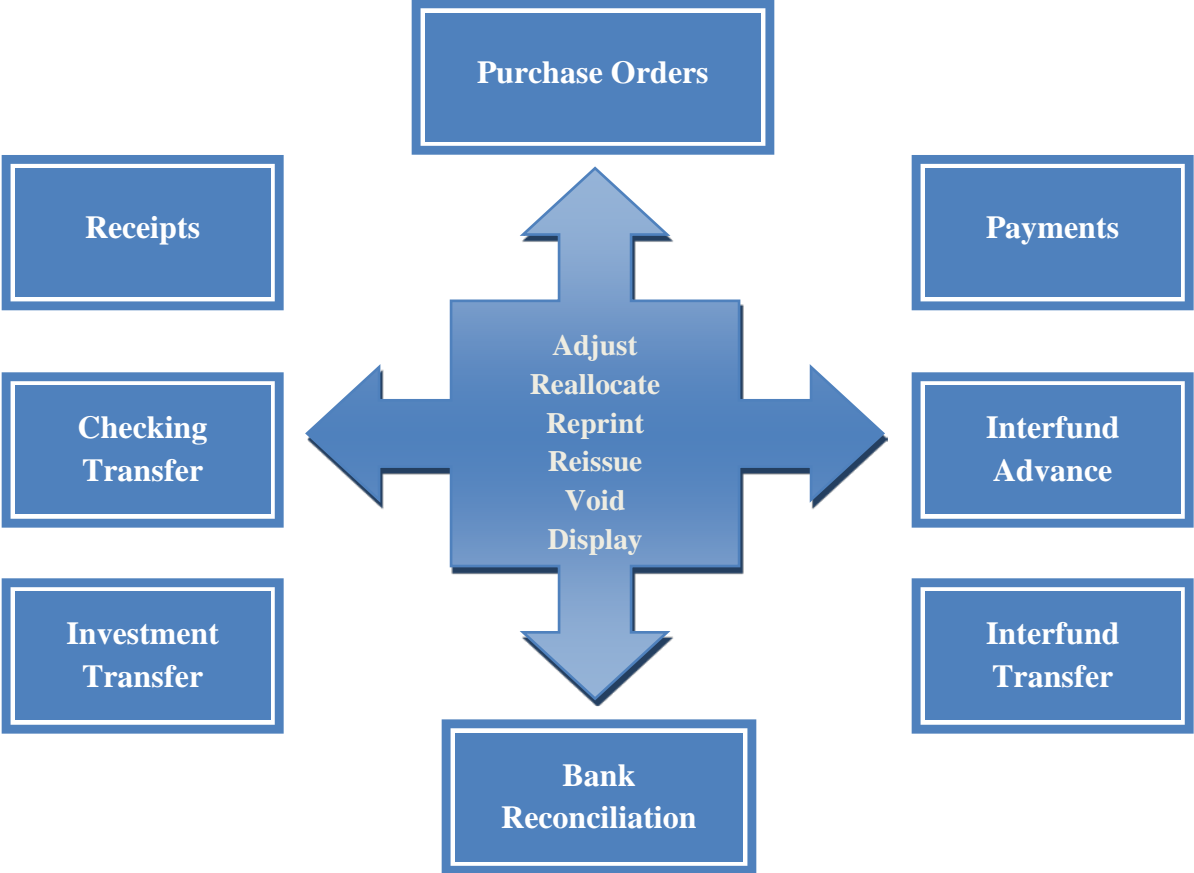 Purchase Orders
Receipts
Payments
Adjust
Reallocate
Reprint
Reissue
Void
Display
Checking
Transfer
Interfund
Advance
Investment
Transfer
Interfund
Transfer
Bank
Reconciliation